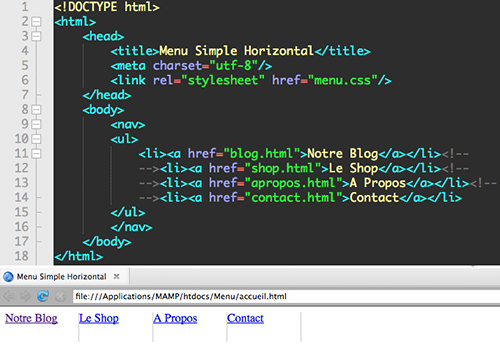 1 <!DOCTYPE html>
2 <html>
3 <head>
4 <title>Menu Simple Horizontal</title>
5 <meta charset="utf-8"/>
6 <link rel="stylesheet" href="menu.css"/>
7 </head>
8 <body>
9 <nav>
10 <ul>
11 <li><a href="blog.html">Notre Blog</a></li><!--
12 --><li><a href="shop.html">Le Shop</a></li><!--
13 --><li><a href="apropos.html">A Propos</a></li><!--
14 --><li><a href="contact.html">Contact</a></li>
15 </ul>
16 </nav>
17 </body>
18 </html>
Menu Simple Horizontal
file:///Applications/MAMP/htdocs/Menu/accueil.html
Notre Blog Le Shop A Propos Contact